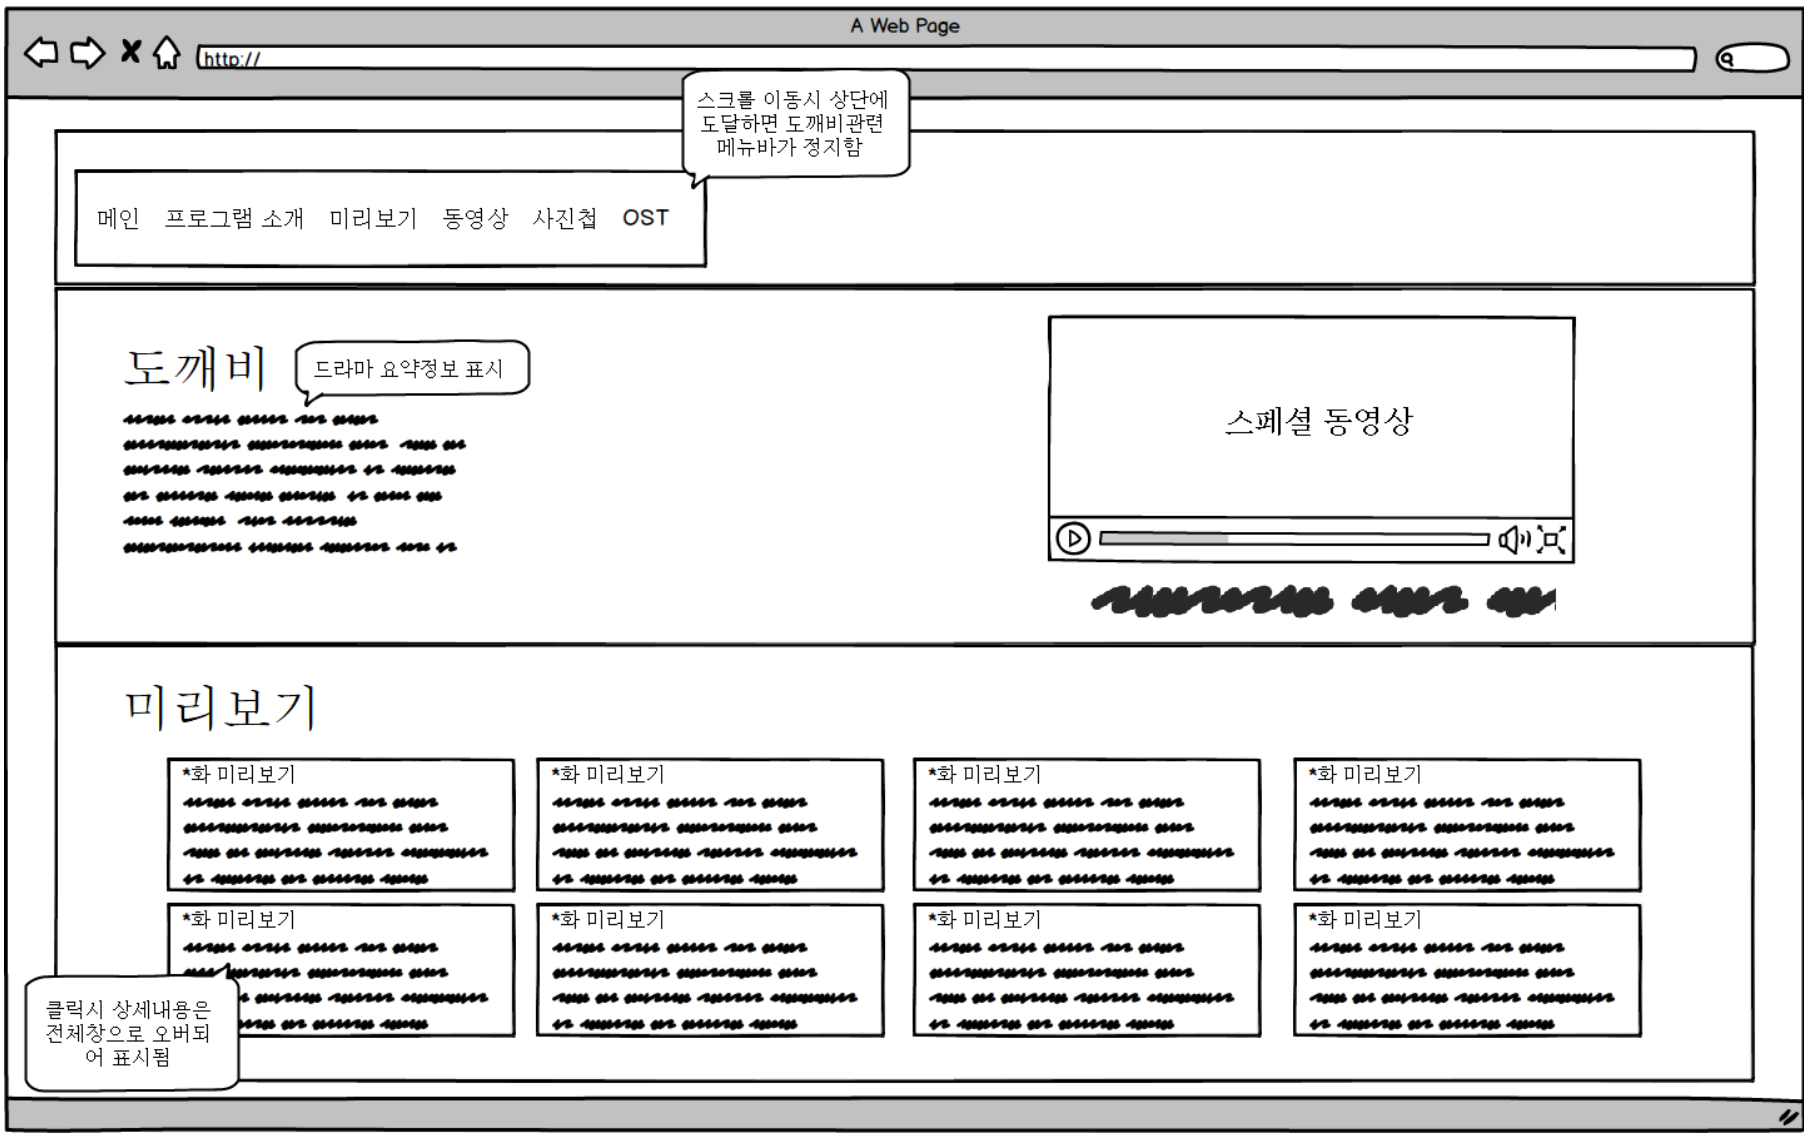 A Web Page
http://
스크롤 이동시 상단에
도달하면 도깨비관련
메뉴바가 정지함
메인 프로그램 소개 미리보기 동영상 사진첩 OST
도깨비
드라마 요약정보 표시
스페셜 동영상
미리보기
*화 미리보기
*화 미리보기
*화 미리보기
*화 미리보기
*화 미리보기
*화 미리보기
*화 미리보기
*화 미리보기
클릭시 상세내용은
전체창으로 오버되
어 표시됨